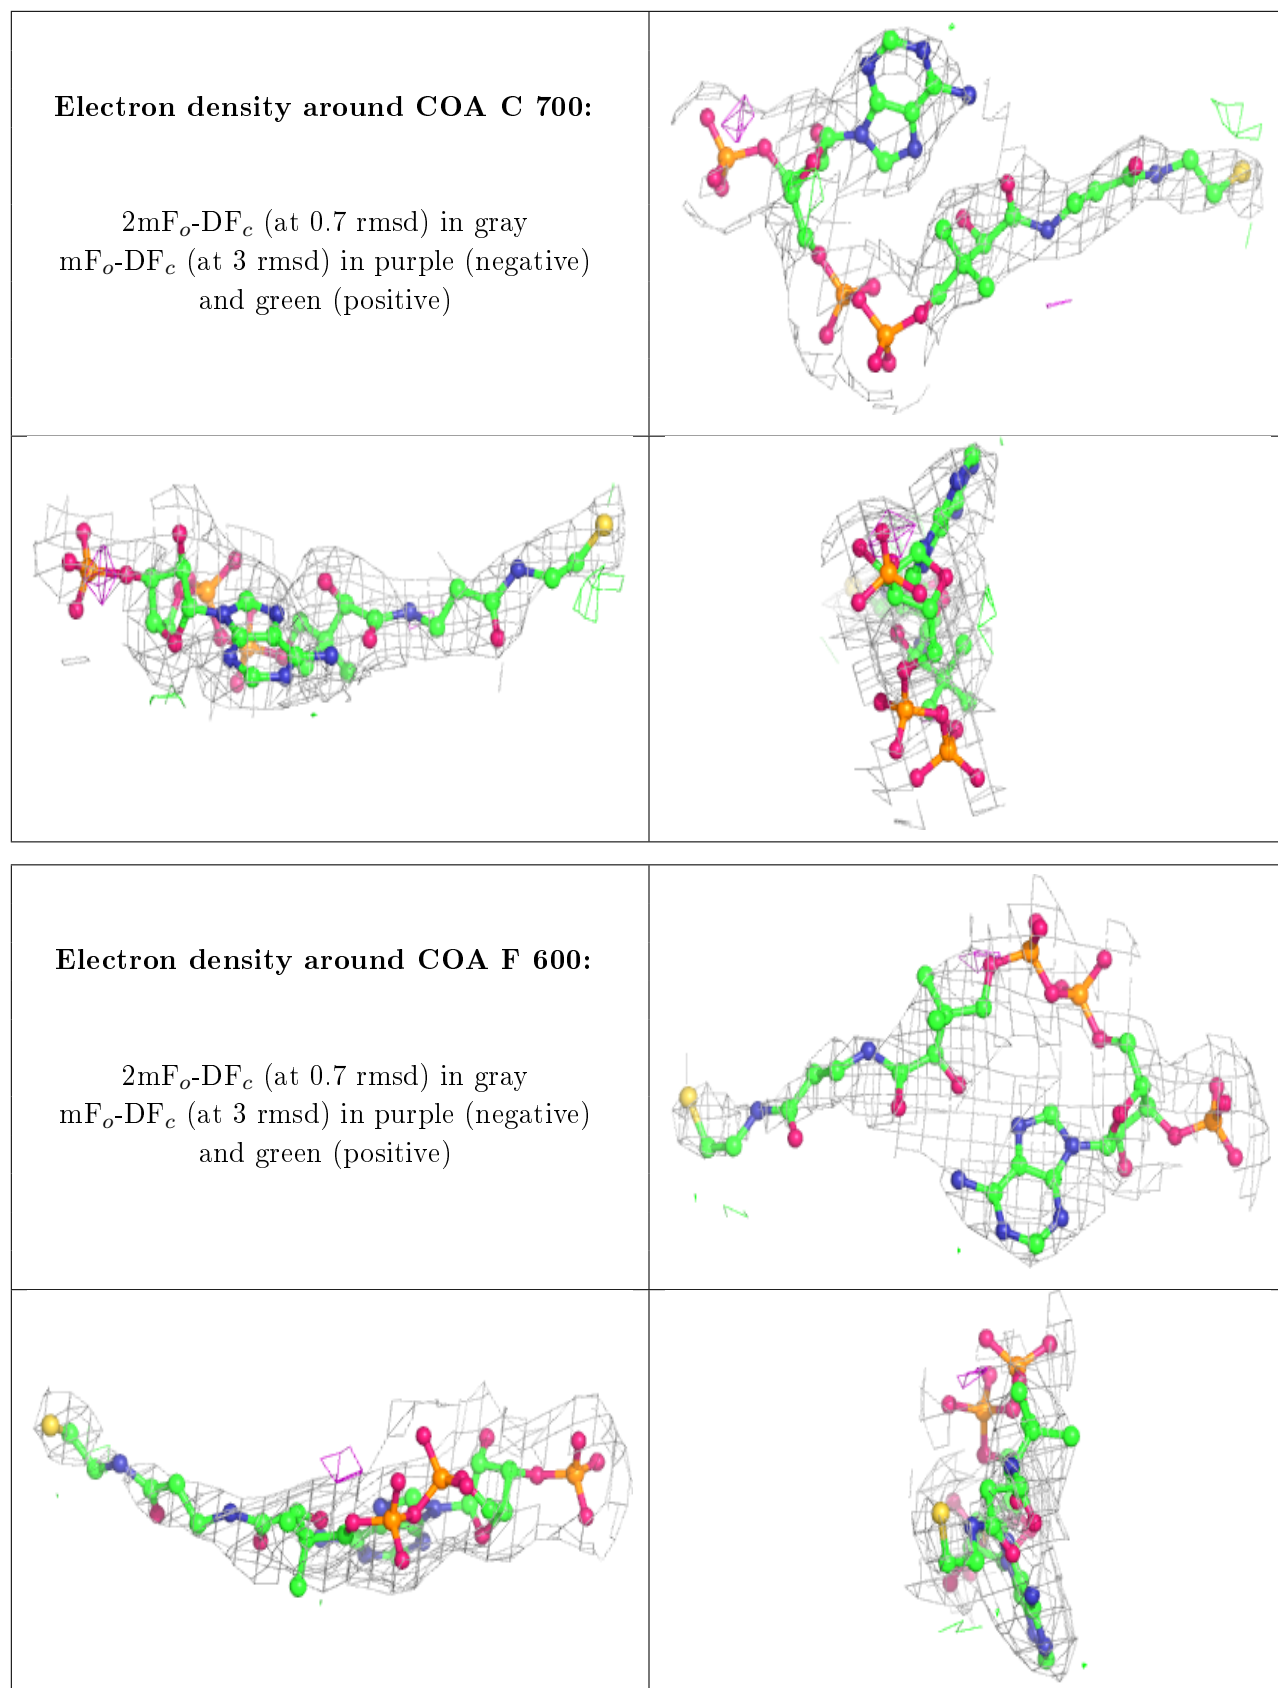 Electron density around COA C 700:
2mFo-DFc (at 0.7 rmsd) in gray
mFo-DFc (at 3 rmsd) in purple (negative)
and green (positive)
Electron density around COA F 600:
2mFo-DFc (at 0.7 rmsd) in gray
mFo-DFc (at 3 rmsd) in purple (negative)
and green (positive)